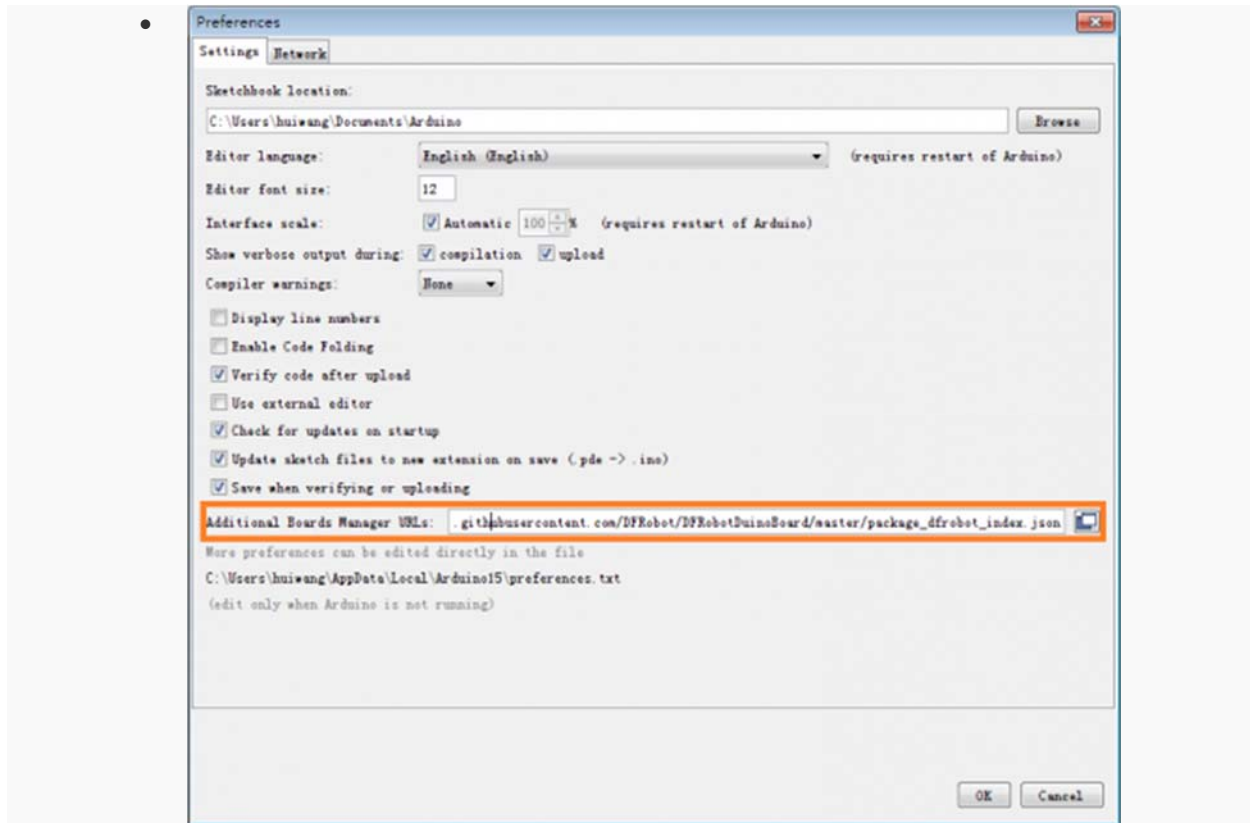 Preferences
Settings Network
Sketchbook location:
C:\Users\huiwang\Documents\Arduino Browse
Editor language: English (English) (requires restart of Arduino)
Editor font size: 12
Interface scale: Automatic 100 % (requires restart of Arduino)
Show verbose output during: compilation upload
Compiler warnings: None
Display line numbers
Enable Code Folding
Verify code after upload
Use external editor
Check for updates on startup
Update sketch files to new extension on save (.pde -> .ino)
Save when verifying or uploading
Additional Boards Manager URLs: .githubusercontent.com/DFRobot/DFRobotDuinoBoard/master/package_dfrobot_index.json
More preferences can be edited directly in the file
C:\Users\huiwang\AppData\Local\Arduino15\preferences.txt
(edit only when Arduino is not running)
OK Cancel